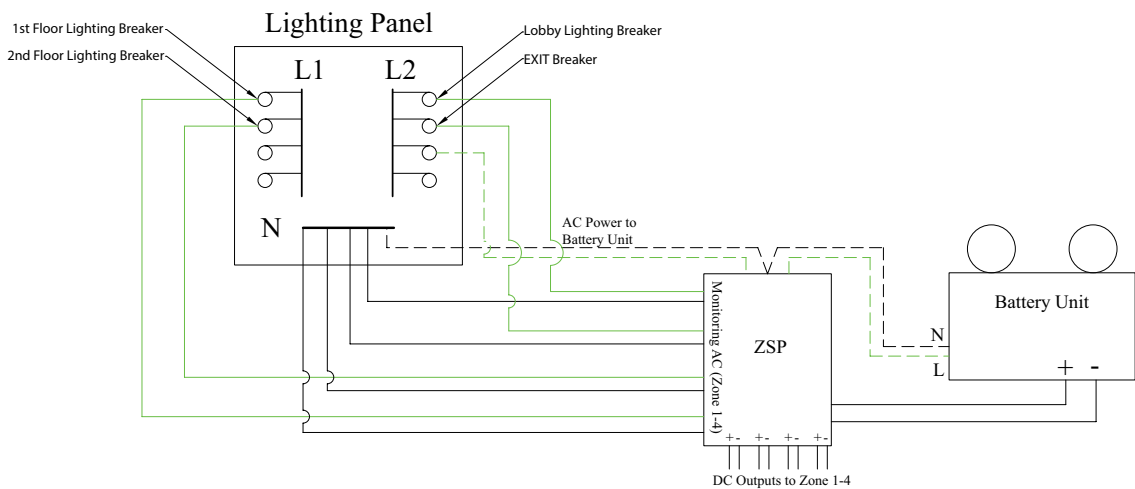 Lighting Panel
1st Floor Lighting Breaker
2nd Floor Lighting Breaker
Lobby Lighting Breaker
EXIT Breaker
L1
L2
N
AC Power to
Battery Unit
Monitoring AC (Zone 1-4)
ZSP
Battery Unit
N
L
+ -
+- +- +- +-
DC Outputs to Zone 1-4